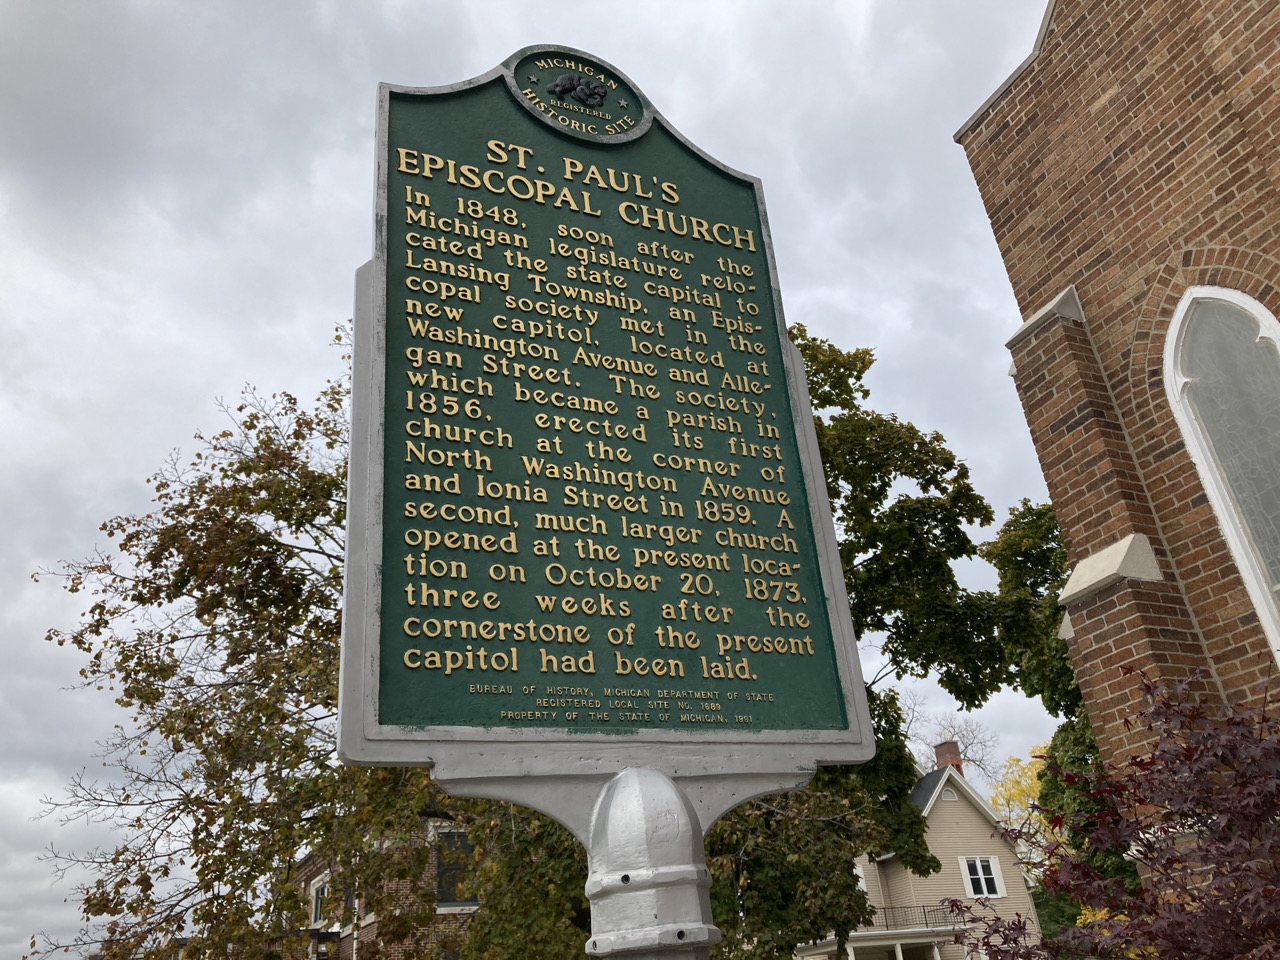 MICHIGAN
REGISTERED
HISTORIC SITE
ST. PAUL'S
EPISCOPAL CHURCH
In 1848, soon after the
Michigan legislature relo-
cated the state capital to
Lansing Township, an Epis-
copal society met in the
new capitol, located at
Washington Avenue and Alle-
gan Street. The society,
which became a parish in
1856, erected its first
church at the corner of
North Washington Avenue
and Ionia Street in 1859. A
second, much larger church
opened at the present loca-
tion on October 20, 1873,
three weeks after the
cornerstone of the present
capitol had been laid.
BUREAU OF HISTORY, MICHIGAN DEPARTMENT OF STATE
REGISTERED LOCAL SITE NO. 1689
PROPERTY OF THE STATE OF MICHIGAN, 1991